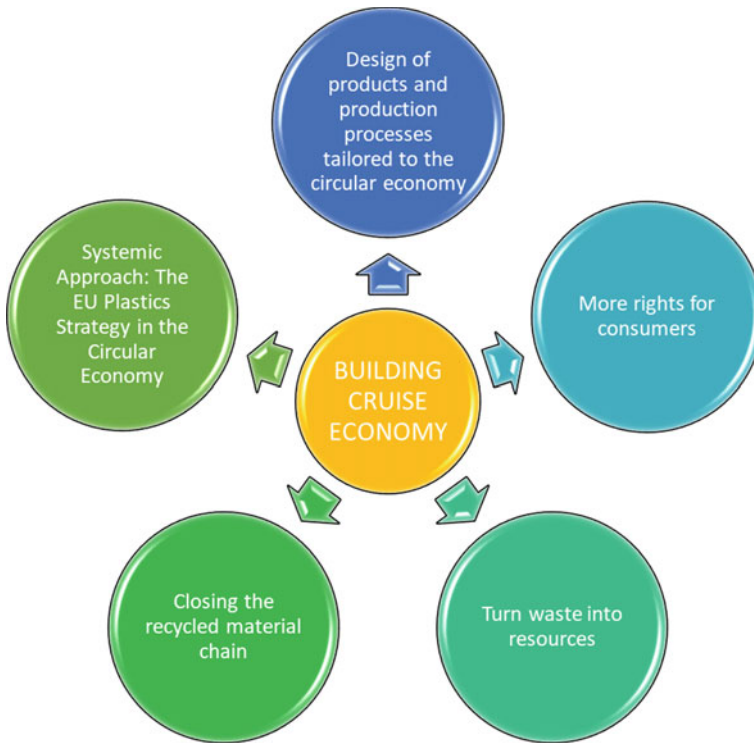 Design of
products and
production
processes
tailored to the
circular economy
Systemic
Approach: The
EU Plastics
Strategy in the
Circular
Economy
More rights for
consumers
BUILDING
CRUISE
ECONOMY
Closing the
recycled material
chain
Turn waste into
resources